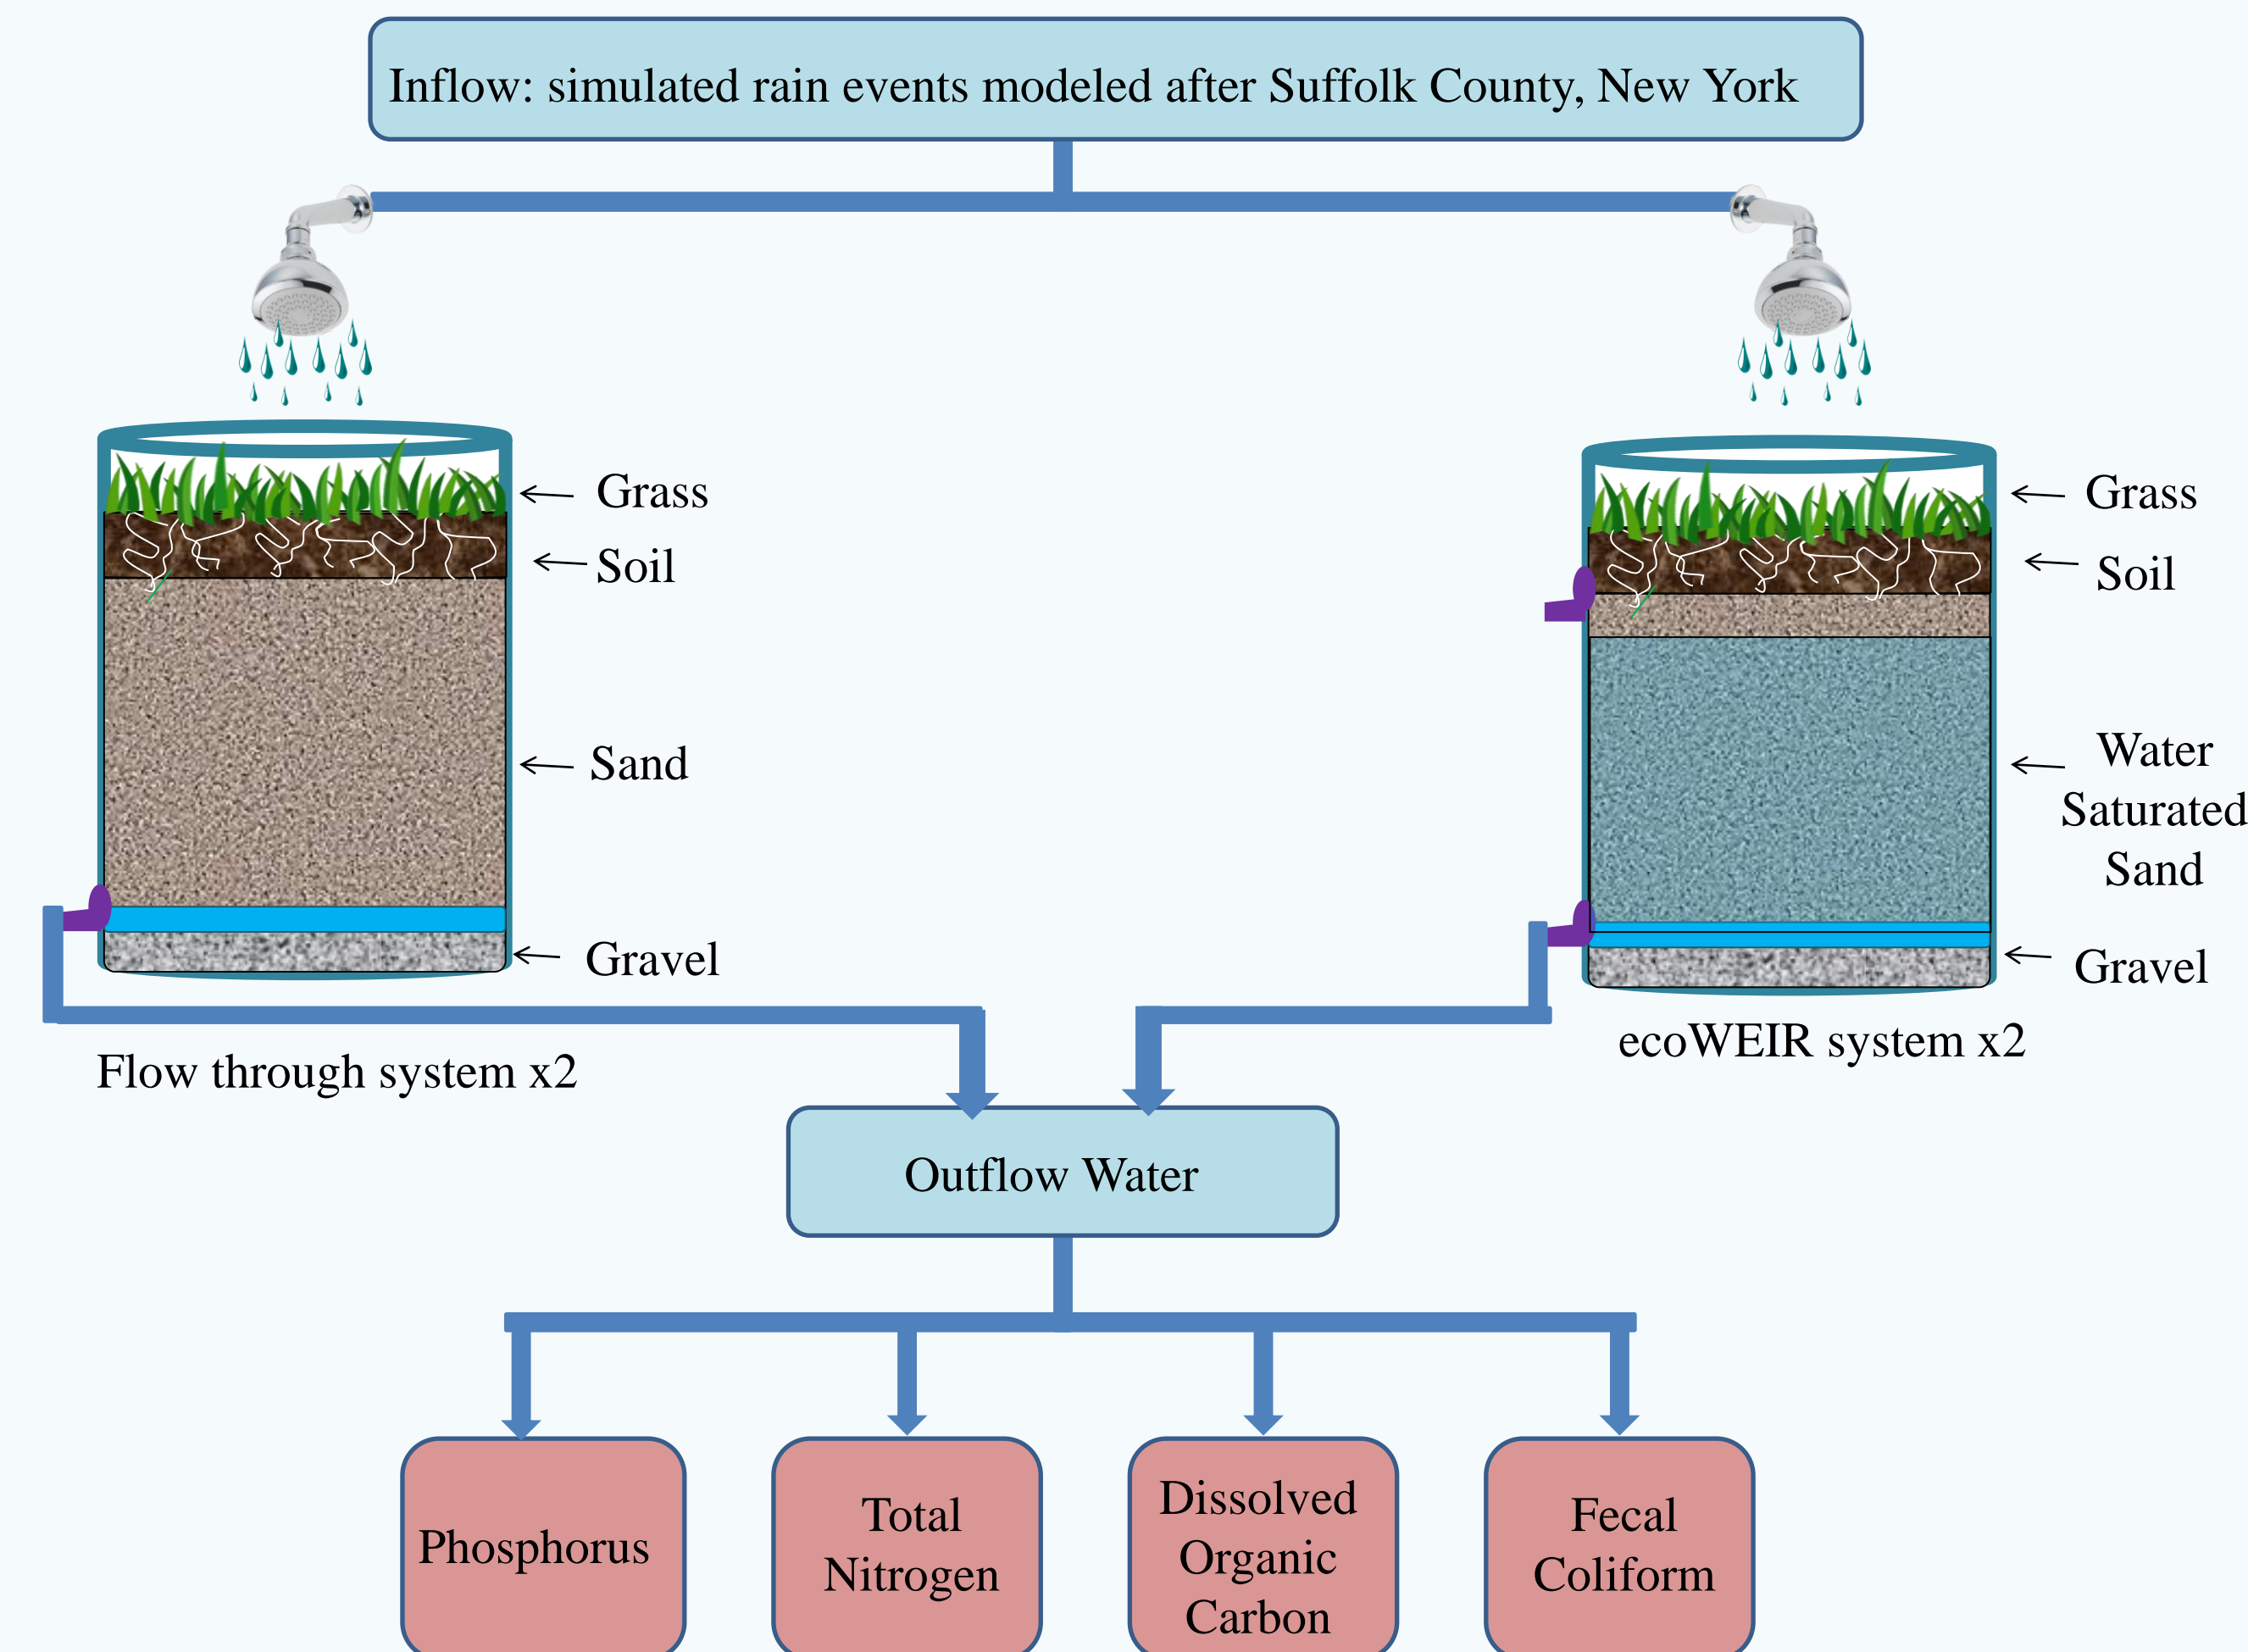 Inflow: simulated rain events modeled after Suffolk County, New York
Grass
Soil
Sand
Gravel
Flow through system x2
Grass
Soil
Water
Saturated
Sand
Gravel
ecoWEIR system x2
Outflow Water
Phosphorus
Total
Nitrogen
Dissolved
Organic
Carbon
Fecal
Coliform